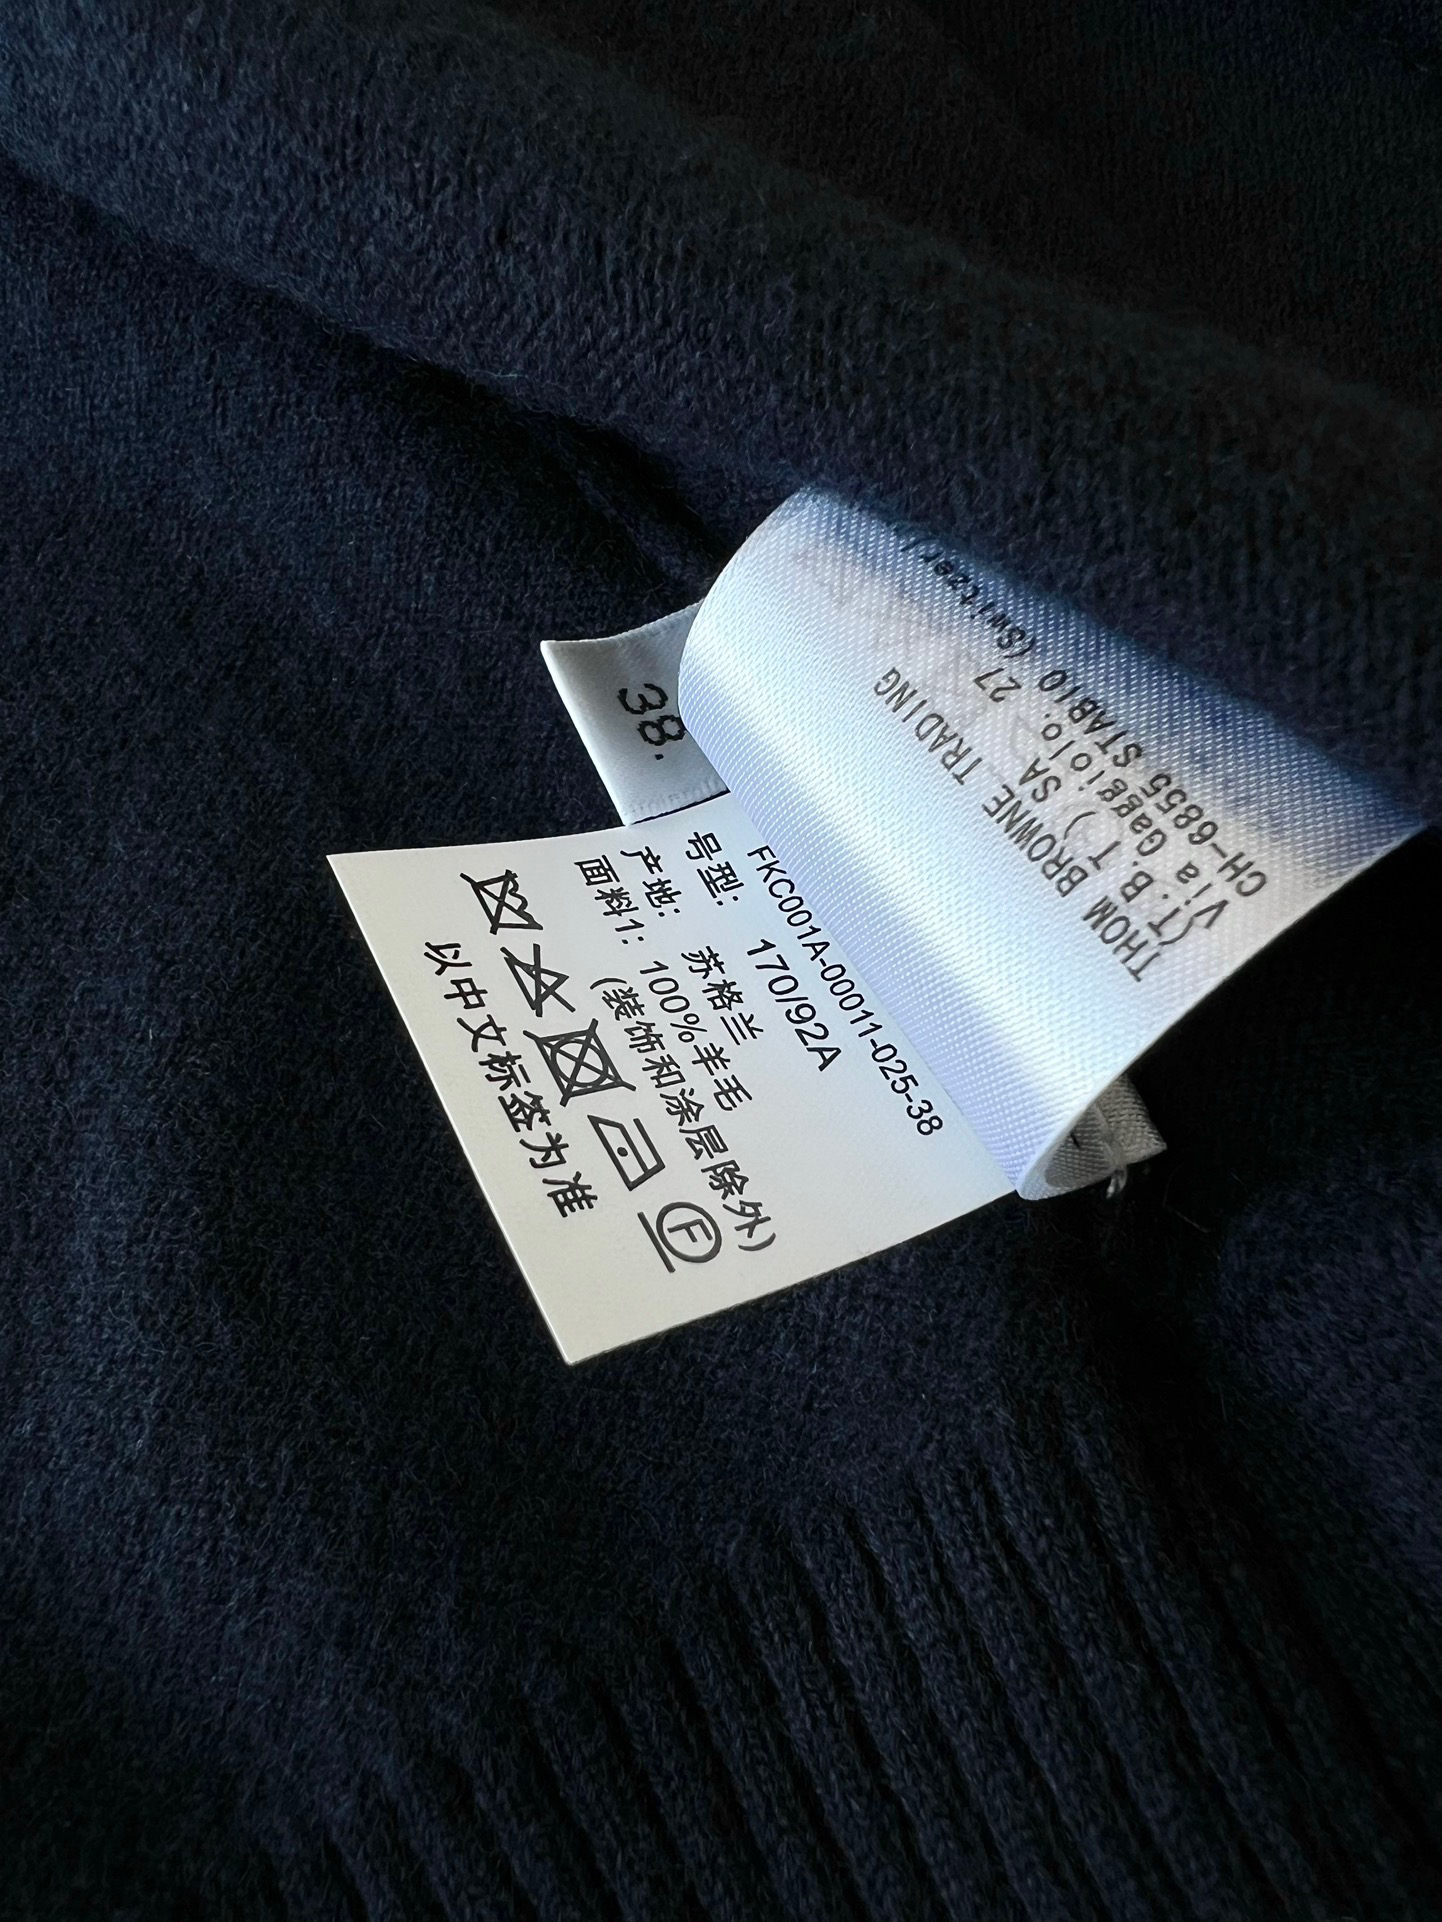 THOM BROWNE TRADING
(T.B.T) SA
Via Gaggiolo. 27
CH-6855 STABIO (Switzer
38.
FKC001A-00011-025-38
号型: 170/92A
产地: 苏格兰
面料1: 100%羊毛
(装饰和涂层除外)
F
以中文标签为准